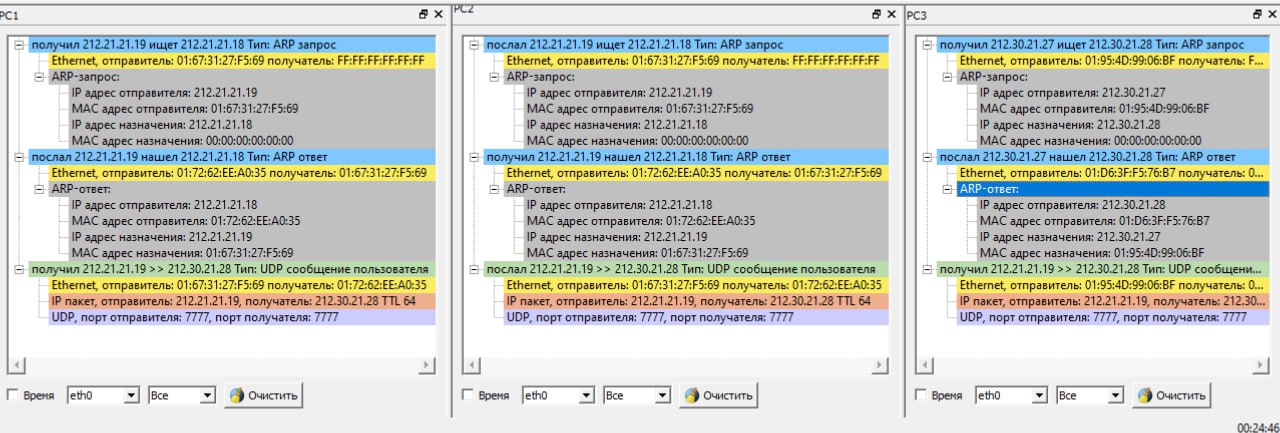 PC1
получил 212.21.21.19 ищет 212.21.21.18 Тип: ARP запрос
Ethernet, отправитель: 01:67:31:27:F5:69 получатель: FF:FF:FF:FF:FF:FF
ARP-запрос:
IP адрес отправителя: 212.21.21.19
MAC адрес отправителя: 01:67:31:27:F5:69
IP адрес назначения: 212.21.21.18
MAC адрес назначения: 00:00:00:00:00:00
послал 212.21.21.19 нашел 212.21.21.18 Тип: ARP ответ
Ethernet, отправитель: 01:72:62:EE:A0:35 получатель: 01:67:31:27:F5:69
ARP-ответ:
IP адрес отправителя: 212.21.21.18
MAC адрес отправителя: 01:72:62:EE:A0:35
IP адрес назначения: 212.21.21.19
MAC адрес назначения: 01:67:31:27:F5:69
получил 212.21.21.19 >> 212.30.21.28 Тип: UDP сообщение пользователя
Ethernet, отправитель: 01:67:31:27:F5:69 получатель: 01:72:62:EE:A0:35
IP пакет, отправитель: 212.21.21.19, получатель: 212.30.21.28 TTL 64
UDP, порт отправителя: 7777, порт получателя: 7777
Время eth0 Все Очистить
PC2
послал 212.21.21.19 ищет 212.21.21.18 Тип: ARP запрос
Ethernet, отправитель: 01:67:31:27:F5:69 получатель: FF:FF:FF:FF:FF:FF
ARP-запрос:
IP адрес отправителя: 212.21.21.19
MAC адрес отправителя: 01:67:31:27:F5:69
IP адрес назначения: 212.21.21.18
MAC адрес назначения: 00:00:00:00:00:00
получил 212.21.21.19 нашел 212.21.21.18 Тип: ARP ответ
Ethernet, отправитель: 01:72:62:EE:A0:35 получатель: 01:67:31:27:F5:69
ARP-ответ:
IP адрес отправителя: 212.21.21.18
MAC адрес отправителя: 01:72:62:EE:A0:35
IP адрес назначения: 212.21.21.19
MAC адрес назначения: 01:67:31:27:F5:69
послал 212.21.21.19 >> 212.30.21.28 Тип: UDP сообщение пользователя
Ethernet, отправитель: 01:67:31:27:F5:69 получатель: 01:72:62:EE:A0:35
IP пакет, отправитель: 212.21.21.19, получатель: 212.30.21.28 TTL 64
UDP, порт отправителя: 7777, порт получателя: 7777
Время eth0 Все Очистить
PC3
получил 212.30.21.27 ищет 212.30.21.28 Тип: ARP запрос
Ethernet, отправитель: 01:95:4D:99:06:BF получатель: F...
ARP-запрос:
IP адрес отправителя: 212.30.21.27
MAC адрес отправителя: 01:95:4D:99:06:BF
IP адрес назначения: 212.30.21.28
MAC адрес назначения: 00:00:00:00:00:00
послал 212.30.21.27 нашел 212.30.21.28 Тип: ARP ответ
Ethernet, отправитель: 01:D6:3F:F5:76:B7 получатель: 0...
ARP-ответ:
IP адрес отправителя: 212.30.21.28
MAC адрес отправителя: 01:D6:3F:F5:76:B7
IP адрес назначения: 212.30.21.27
MAC адрес назначения: 01:95:4D:99:06:BF
получил 212.21.21.19 >> 212.30.21.28 Тип: UDP сообщени...
Ethernet, отправитель: 01:95:4D:99:06:BF получатель: 0...
IP пакет, отправитель: 212.21.21.19, получатель: 212.30...
UDP, порт отправителя: 7777, порт получателя: 7777
Время eth0 Все Очистить
00:24:46